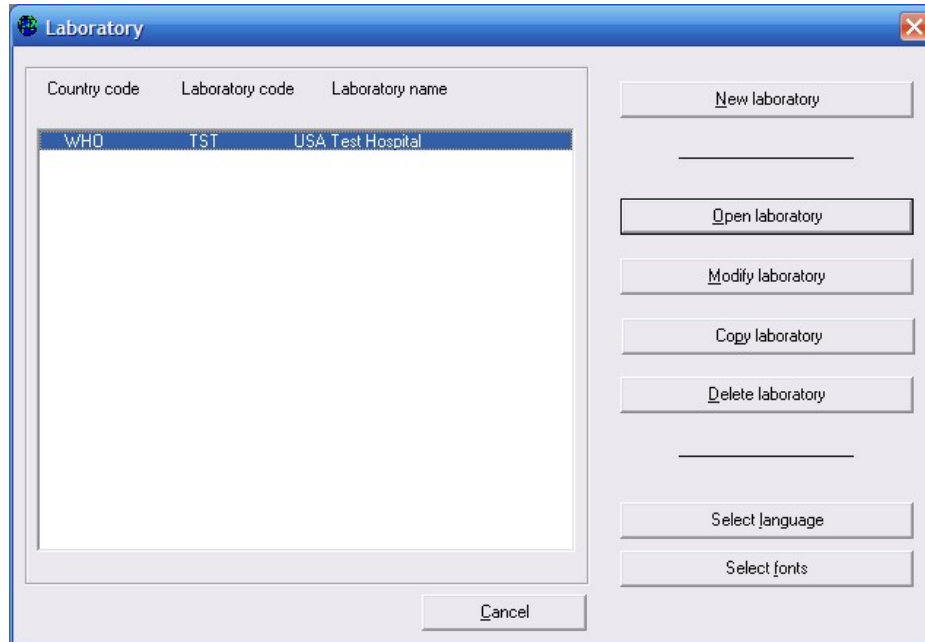 Laboratory
Country code Laboratory code Laboratory name
WHO TST USA Test Hospital
New laboratory
Open laboratory
Modify laboratory
Copy laboratory
Delete laboratory
Select language
Select fonts
Cancel